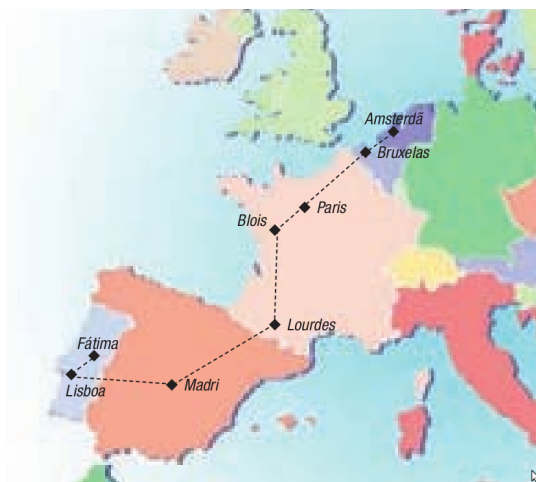 Amsterdã
Bruxelas
Paris
Blois
Lourdes
Fátima
Lisboa
Madri